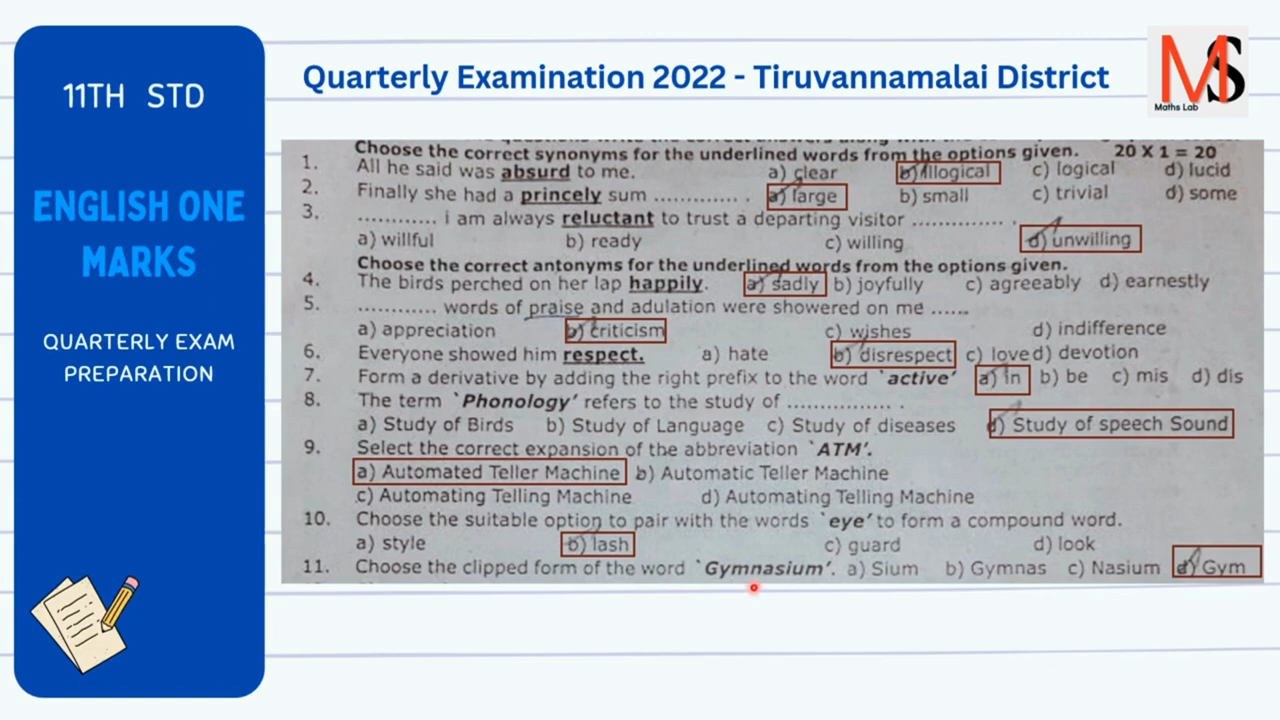 11TH STD
ENGLISH ONE
MARKS
QUARTERLY EXAM
PREPARATION
Quarterly Examination 2022 - Tiruvannamalai District
MS
Maths Lab
Choose the correct synonyms for the underlined words from the options given. 20 X 1 = 20
1. All he said was absurd to me. a) clear b) illogical c) logical d) lucid
2. Finally she had a princely sum ............. . a) large b) small c) trivial d) some
3. ............ i am always reluctant to trust a departing visitor .............. .
a) willful b) ready c) willing d) unwilling
Choose the correct antonyms for the underlined words from the options given.
4. The birds perched on her lap happily. a) sadly b) joyfully c) agreeably d) earnestly
5. ............ words of praise and adulation were showered on me ......
a) appreciation b) criticism c) wishes d) indifference
6. Everyone showed him respect. a) hate b) disrespect c) love d) devotion
7. Form a derivative by adding the right prefix to the word `active' a) in b) be c) mis d) dis
8. The term `Phonology' refers to the study of ................ .
a) Study of Birds b) Study of Language c) Study of diseases d) Study of speech Sound
9. Select the correct expansion of the abbreviation `ATM'.
a) Automated Teller Machine b) Automatic Teller Machine
c) Automating Telling Machine d) Automating Telling Machine
10. Choose the suitable option to pair with the words `eye' to form a compound word.
a) style b) lash c) guard d) look
11. Choose the clipped form of the word `Gymnasium'. a) Sium b) Gymnas c) Nasium d) Gym